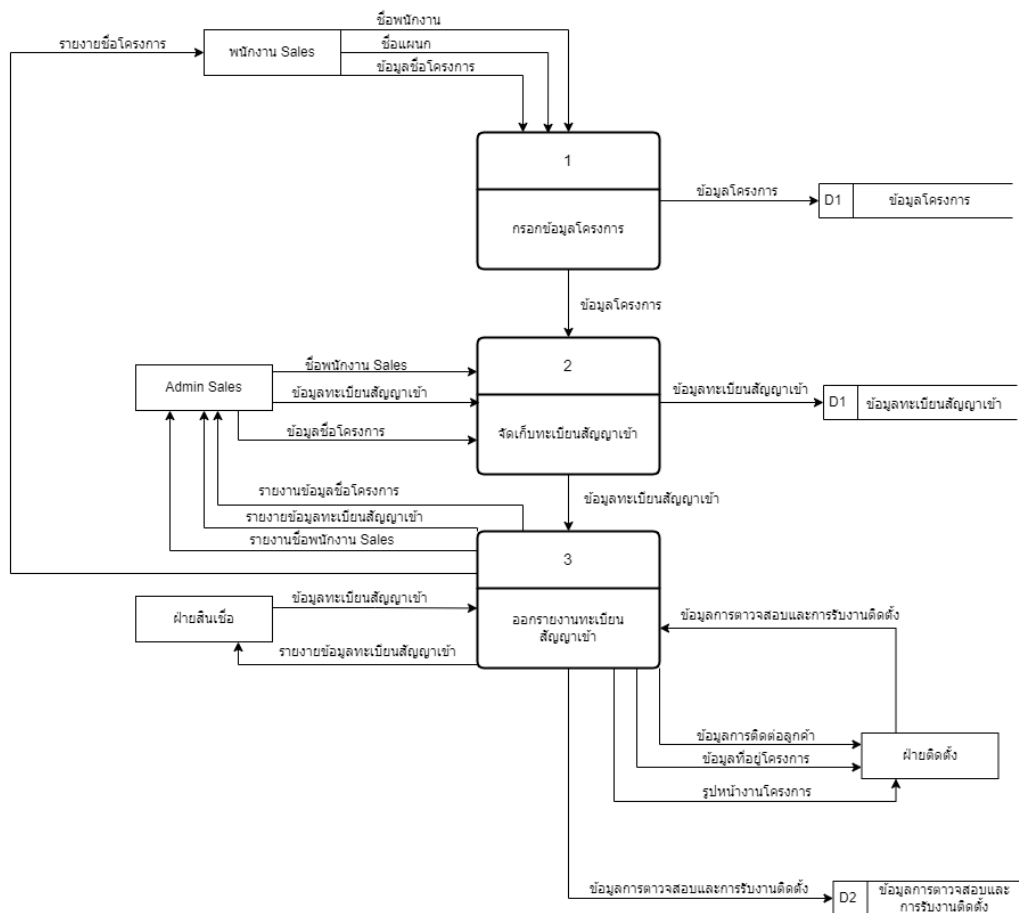 ชื่อพนักงาน
รายงายชื่อโครงการ
พนักงาน Sales
ชื่อแผนก
ข้อมูลชื่อโครงการ
1
กรอกข้อมูลโครงการ
ข้อมูลโครงการ
D1
ข้อมูลโครงการ
ข้อมูลโครงการ
ชื่อพนักงาน Sales
2
Admin Sales
ข้อมูลทะเบียนสัญญาเข้า
ข้อมูลทะเบียนสัญญาเข้า
D1
ข้อมูลทะเบียนสัญญาเข้า
ข้อมูลชื่อโครงการ
จัดเก็บทะเบียนสัญญาเข้า
รายงานข้อมูลชื่อโครงการ
ข้อมูลทะเบียนสัญญาเข้า
รายงายข้อมูลทะเบียนสัญญาเข้า
รายงานชื่อพนักงาน Sales
3
ข้อมูลทะเบียนสัญญาเข้า
ฝ่ายสินเชื่อ
ออกรายงานทะเบียน
สัญญาเข้า
ข้อมูลการตาวจสอบและการรับงานติดตั้ง
รายงายข้อมูลทะเบียนสัญญาเข้า
ข้อมูลการติดต่อลูกค้า
ข้อมูลที่อยู่โครงการ
ฝ่ายติดตั้ง
รูปหน้างานโครงการ
ข้อมูลการตาวจสอบและการรับงานติดตั้ง
D2
ข้อมูลการตาวจสอบและ
การรับงานติดตั้ง